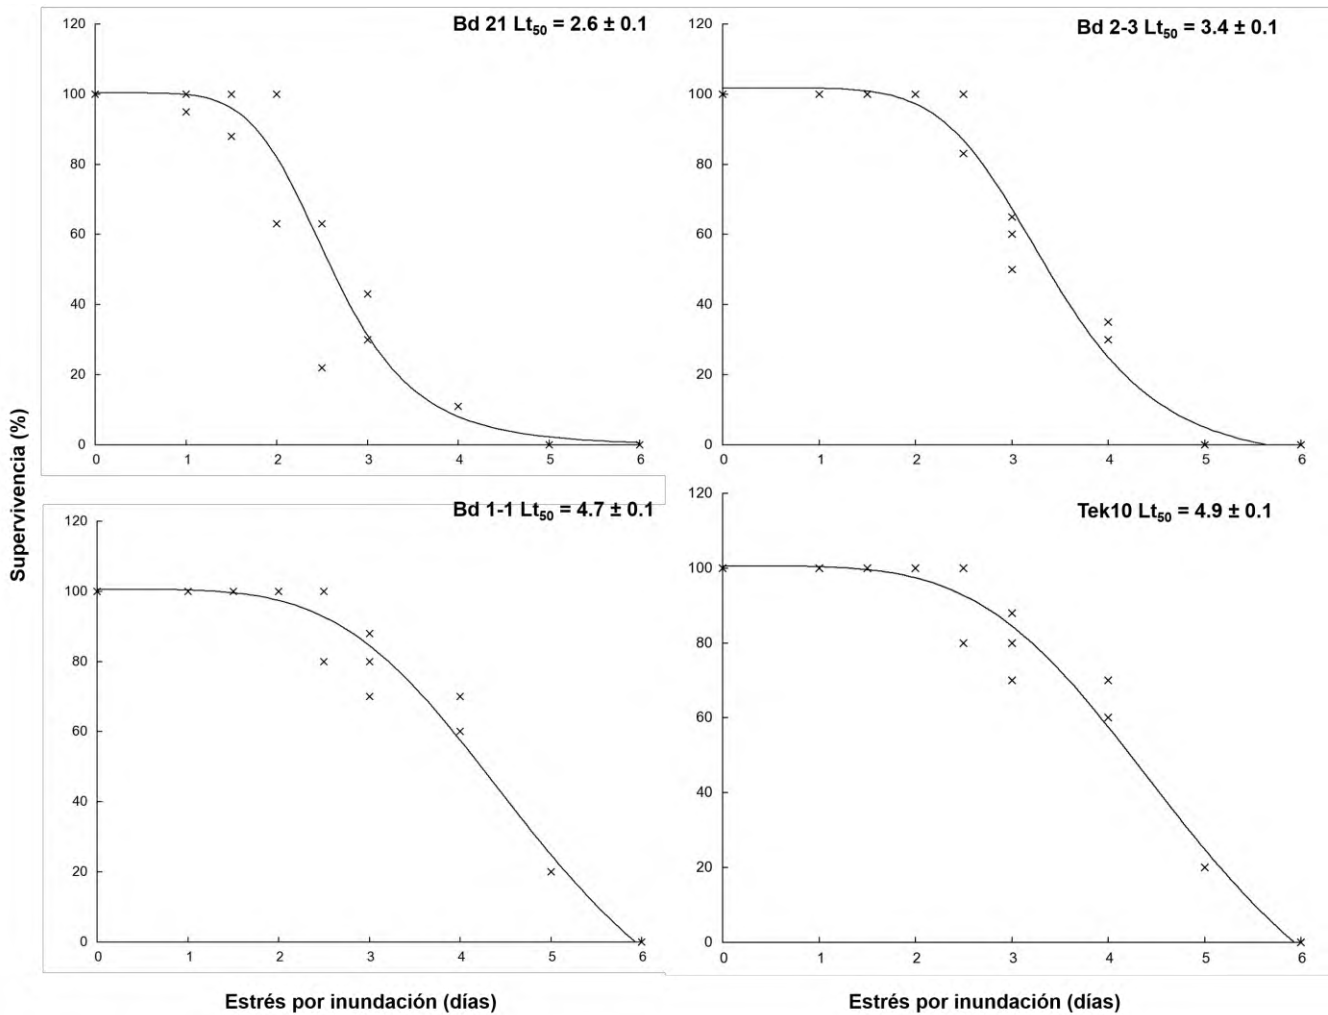 Bd 21 Lt50 = 2.6 ± 0.1
120
100
80
60
40
20
0
0 1 2 3 4 5 6
Bd 2-3 Lt50 = 3.4 ± 0.1
120
100
80
60
40
20
0
0 1 2 3 4 5 6
Supervivencia (%)
Bd 1-1 Lt50 = 4.7 ± 0.1
120
100
80
60
40
20
0
0 1 2 3 4 5 6
Estrés por inundación (días)
Tek10 Lt50 = 4.9 ± 0.1
120
100
80
60
40
20
0
0 1 2 3 4 5 6
Estrés por inundación (días)